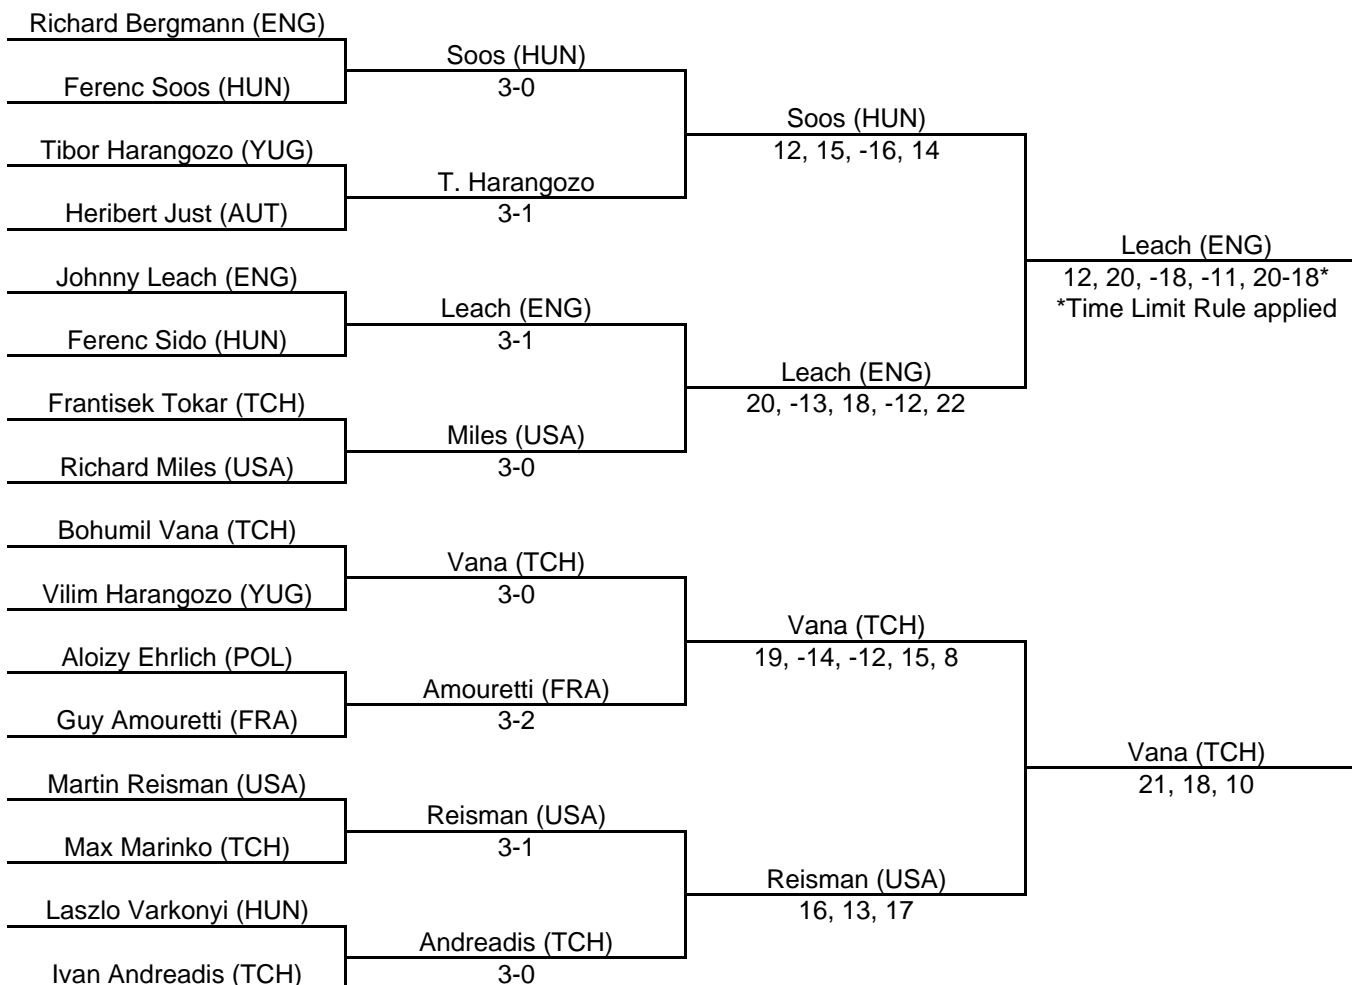 Richard Bergmann (ENG)
Ferenc Soos (HUN)
Tibor Harangozo (YUG)
Heribert Just (AUT)
Johnny Leach (ENG)
Ferenc Sido (HUN)
Frantisek Tokar (TCH)
Richard Miles (USA)
Bohumil Vana (TCH)
Vilim Harangozo (YUG)
Aloizy Ehrlich (POL)
Guy Amouretti (FRA)
Martin Reisman (USA)
Max Marinko (TCH)
Laszlo Varkonyi (HUN)
Ivan Andreadis (TCH)
Soos (HUN)
3-0
T. Harangozo
3-1
Leach (ENG)
3-1
Miles (USA)
3-0
Vana (TCH)
3-0
Amouretti (FRA)
3-2
Reisman (USA)
3-1
Andreadis (TCH)
3-0
Soos (HUN)
12, 15, -16, 14
Leach (ENG)
20, -13, 18, -12, 22
Vana (TCH)
19, -14, -12, 15, 8
Reisman (USA)
16, 13, 17
Leach (ENG)
12, 20, -18, -11, 20-18*
*Time Limit Rule applied
Vana (TCH)
21, 18, 10